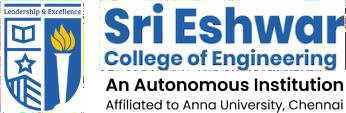 Leadership & Excellence
Sri Eshwar
College of Engineering
An Autonomous Institution
Affiliated to Anna University, Chennai